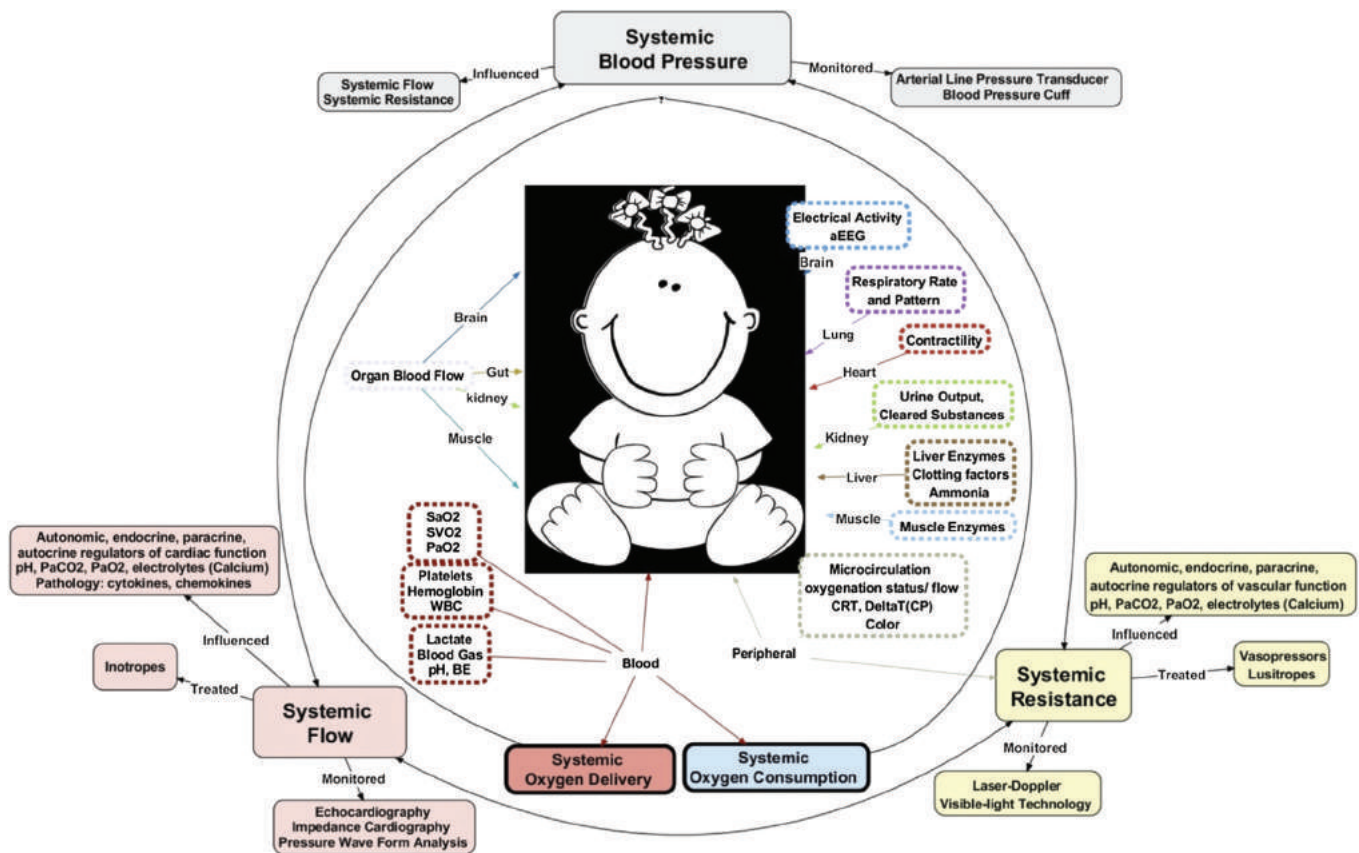 Systemic
Blood Pressure
Influenced
Monitored
Systemic Flow
Systemic Resistance
Arterial Line Pressure Transducer
Blood Pressure Cuff
?
Electrical Activity
aEEG
Brain
Respiratory Rate
and Pattern
Lung
Contractility
Heart
Urine Output,
Cleared Substances
Kidney
Liver Enzymes
Clotting factors
Ammonia
Liver
Muscle
Muscle Enzymes
Brain
Organ Blood Flow
Gut
kidney
Muscle
SaO2
SVO2
PaO2
Platelets
Hemoglobin
WBC
Lactate
Blood Gas
pH, BE
Blood
Microcirculation
oxygenation status/ flow
CRT, DeltaT(CP)
Color
Peripheral
Autonomic, endocrine, paracrine,
autocrine regulators of cardiac function
pH, PaCO2, PaO2, electrolytes (Calcium)
Pathology: cytokines, chemokines
Influenced
Inotropes
Treated
Systemic
Flow
Monitored
Echocardiography
Impedance Cardiography
Pressure Wave Form Analysis
Systemic
Oxygen Delivery
Systemic
Oxygen Consumption
Autonomic, endocrine, paracrine,
autocrine regulators of vascular function
pH, PaCO2, PaO2, electrolytes (Calcium)
Influenced
Systemic
Resistance
Treated
Vasopressors
Lusitropes
Monitored
Laser-Doppler
Visible-light Technology